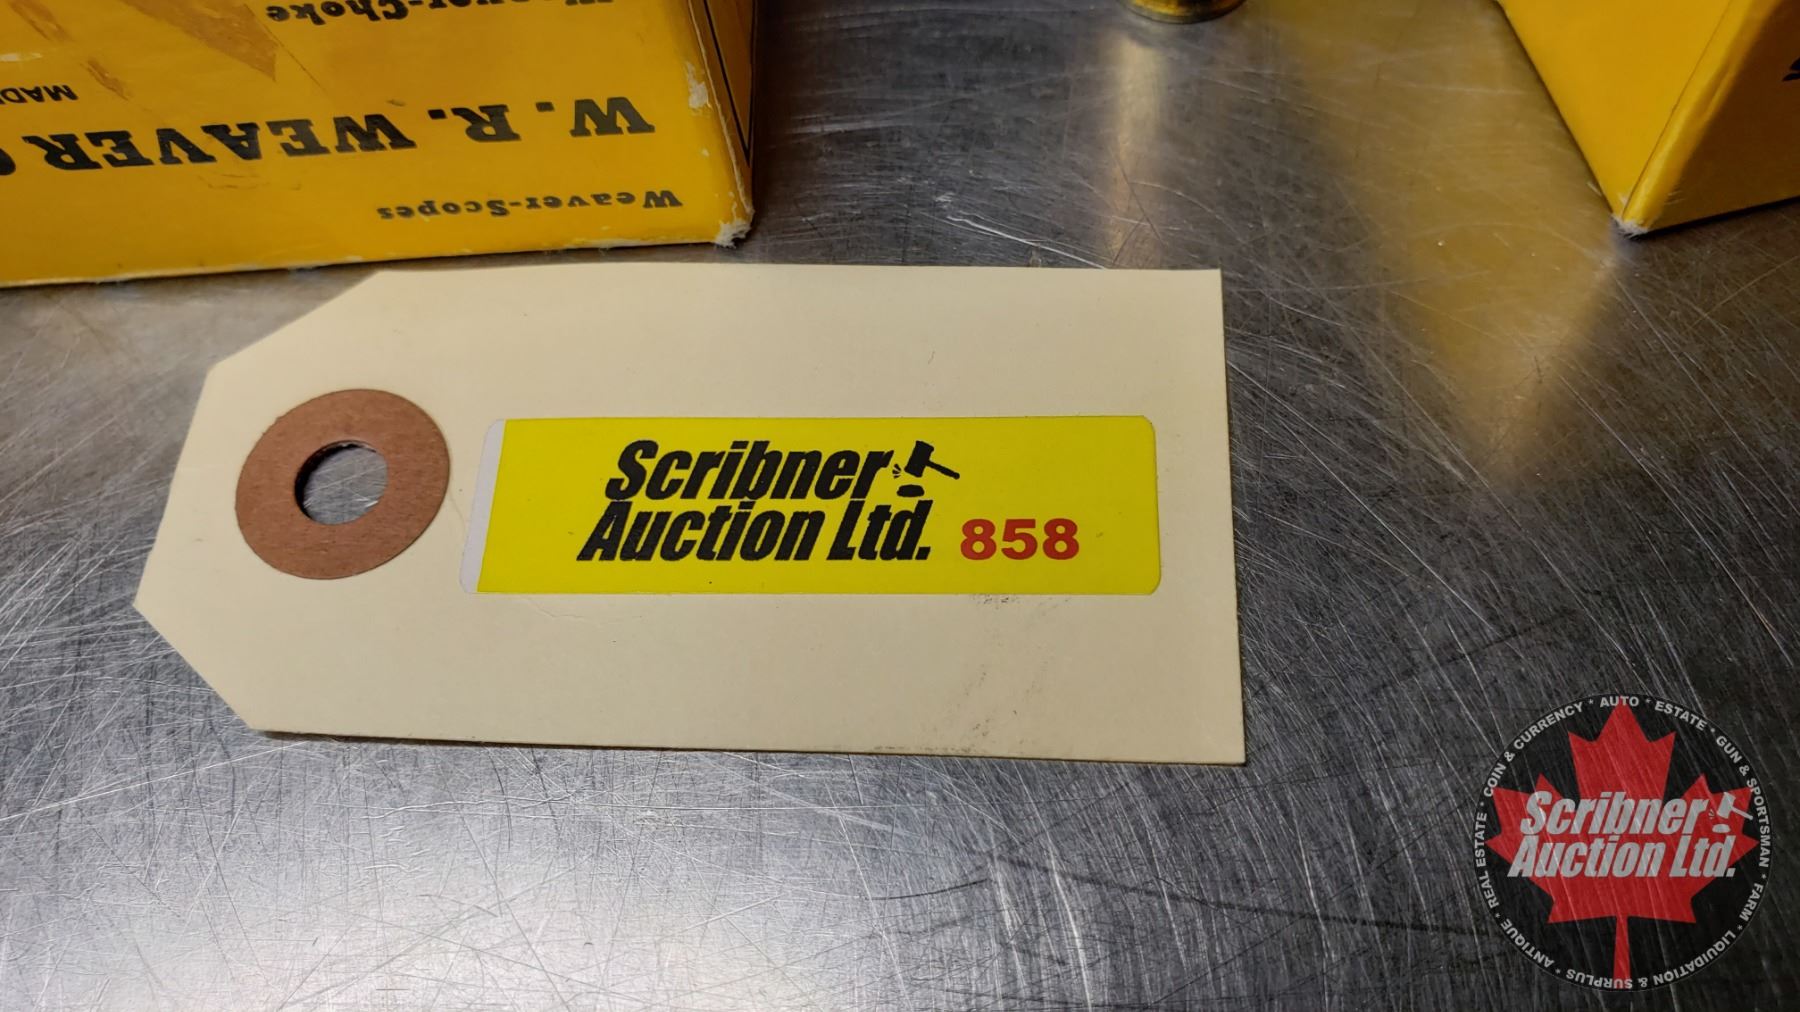 Weaver-Scopes
W. R. WEAVER
Weaver-Choke
Scribner
Auction Ltd. 858
COIN & CURRENCY * AUTO * ESTATE * GUN & SPORTSMAN * FARM * LIQUIDATION & SURPLUS * ANTIQUE * REAL ESTATE *
Scribner
Auction Ltd.